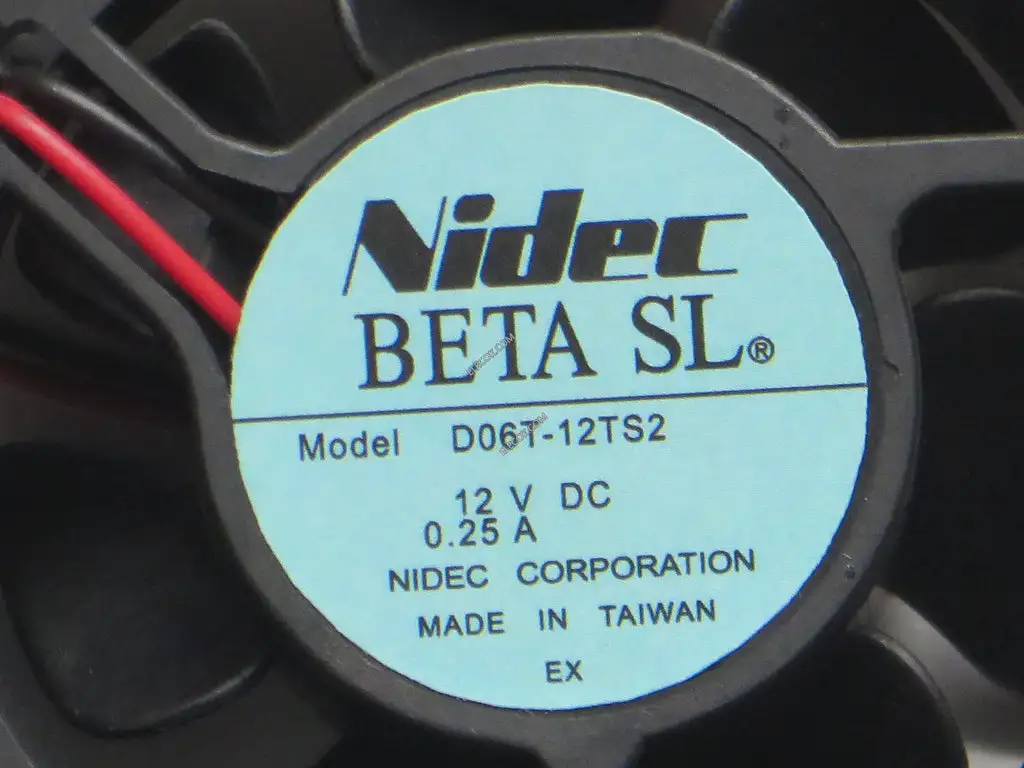 Nidec
BETA SL®
Model D06T-12TS2
12 V DC
0.25 A
NIDEC CORPORATION
MADE IN TAIWAN
EX